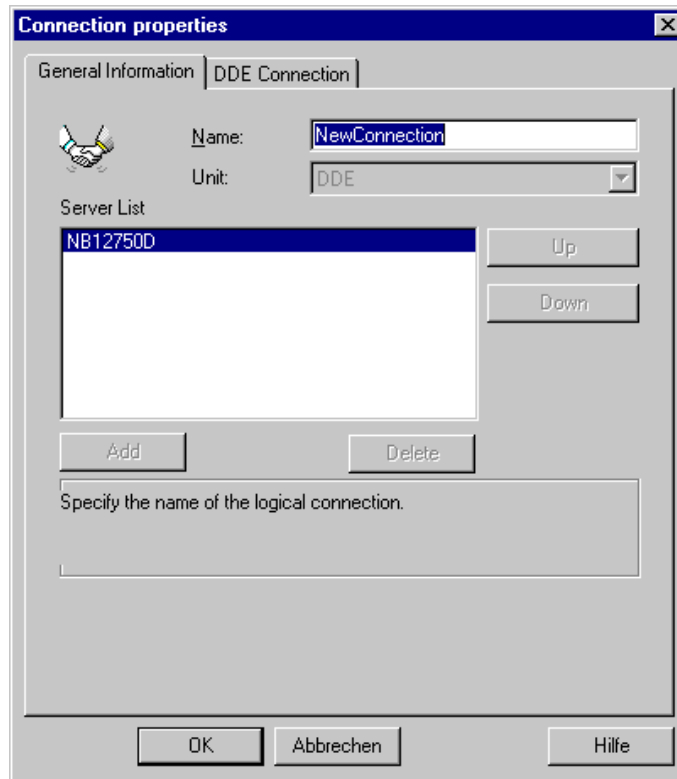 Connection properties
General Information
DDE Connection
Name:
NewConnection
Unit:
DDE
Server List
NB12750D
Up
Down
Add
Delete
Specify the name of the logical connection.
OK
Abbrechen
Hilfe